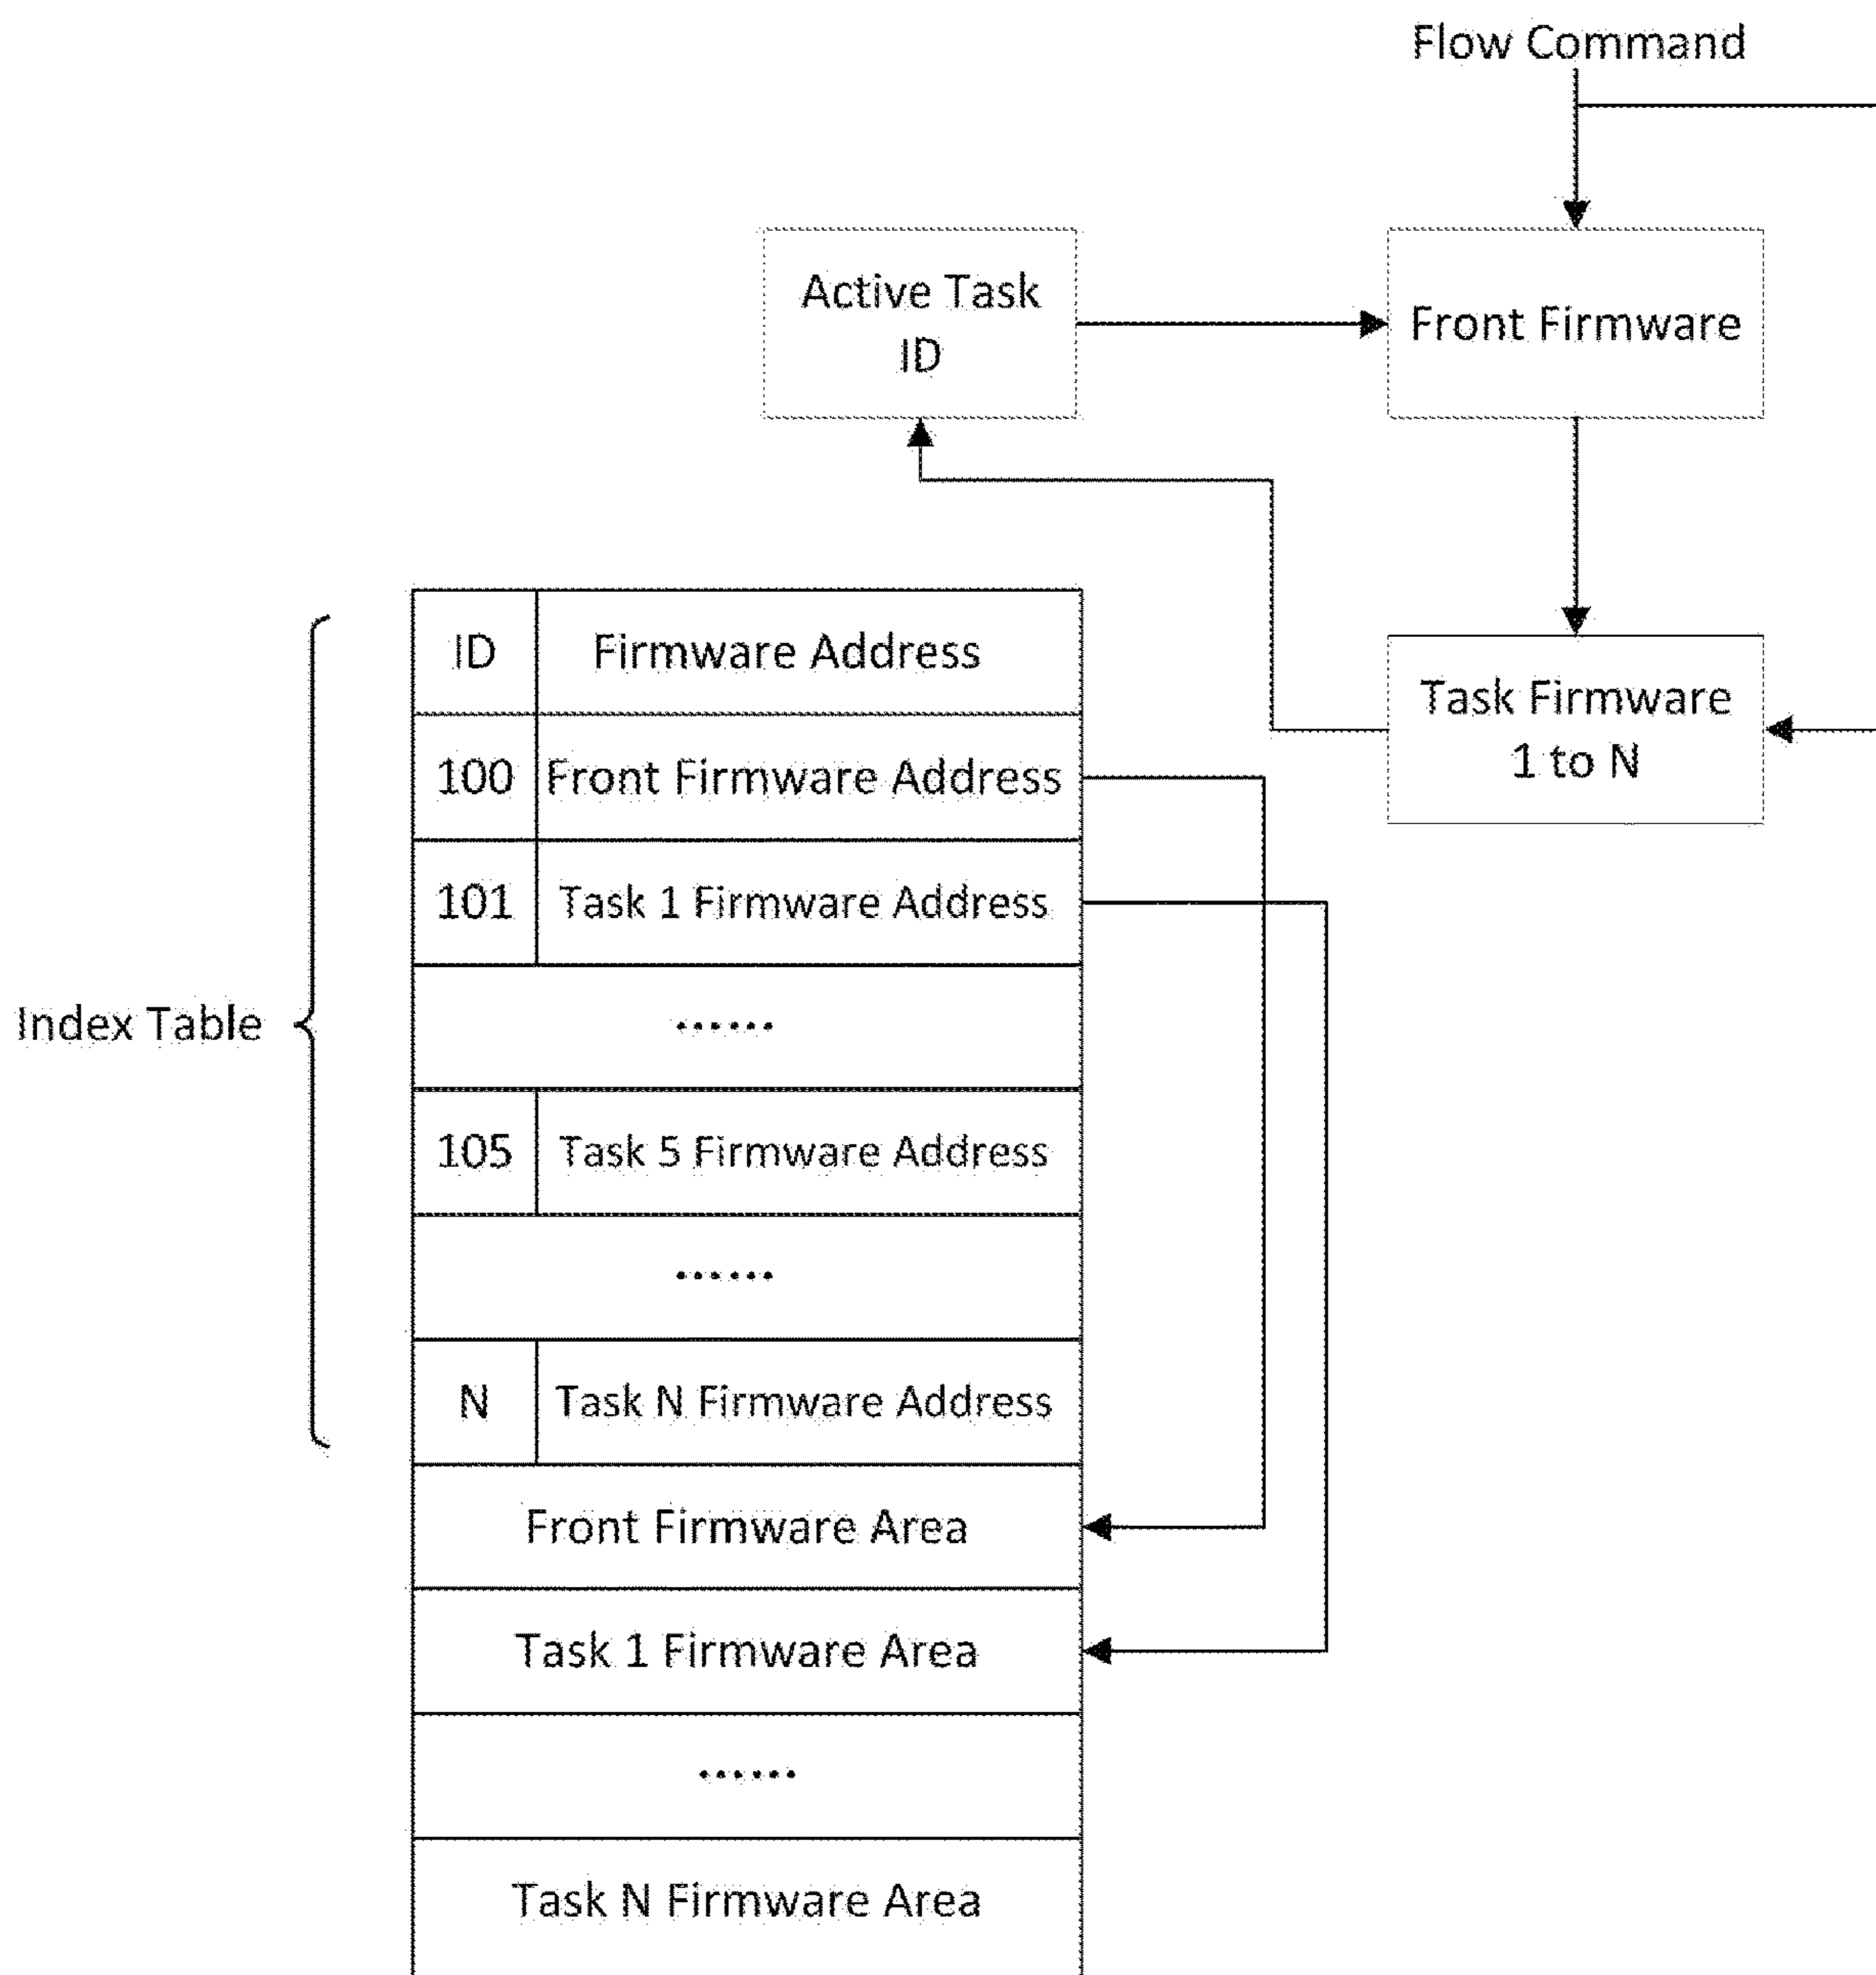 Flow Command
Active Task
ID
Front Firmware
Task Firmware
1 to N
Index Table
ID Firmware Address
100 Front Firmware Address
101 Task 1 Firmware Address
......
105 Task 5 Firmware Address
......
N Task N Firmware Address
Front Firmware Area
Task 1 Firmware Area
......
Task N Firmware Area